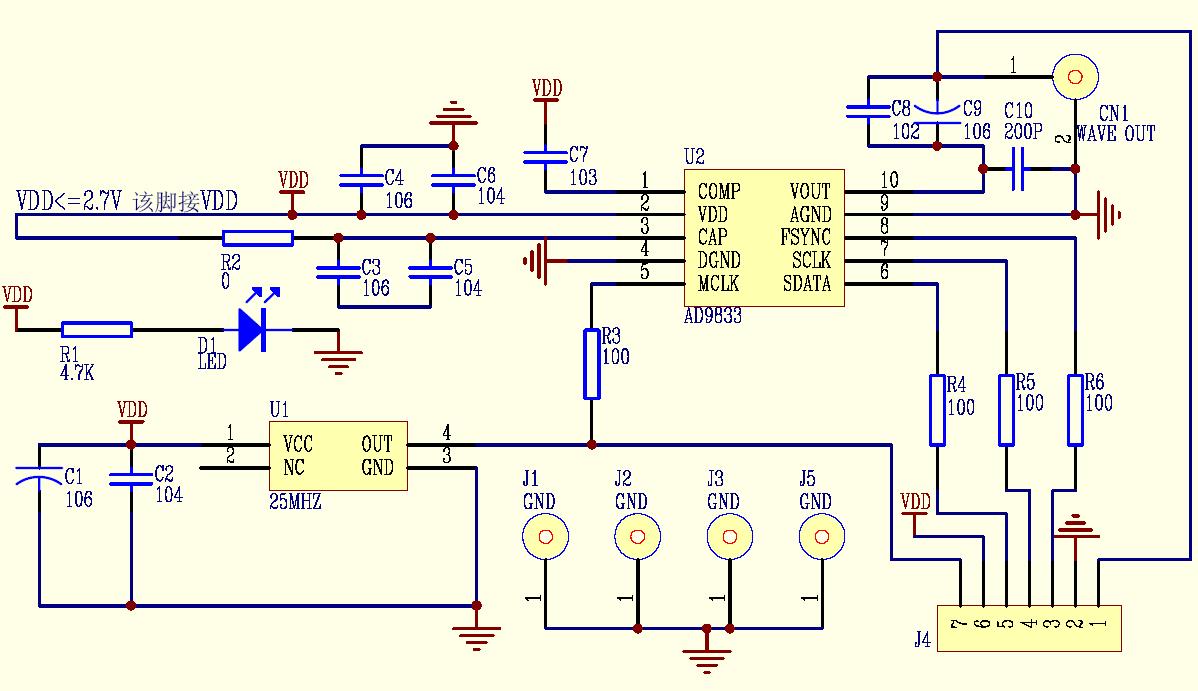 VDD<=2.7V 该脚接VDD
VDD
C4
106
C6
104
VDD
C7
103
R2
0
C3
106
C5
104
VDD
R1
4.7K
D1
LED
U2
1 COMP VOUT 10
2 VDD AGND 9
3 CAP FSYNC 8
4 DGND SCLK 7
5 MCLK SDATA 6
AD9833
C8
102
C9
106
C10
200P
1
2
CN1
WAVE OUT
R3
100
R4
100
R5
100
R6
100
VDD
C1
106
C2
104
U1
1 VCC OUT 4
2 NC GND 3
25MHZ
J1
GND
1
J2
GND
1
J3
GND
1
J5
GND
1
VDD
J4
7 6 5 4 3 2 1